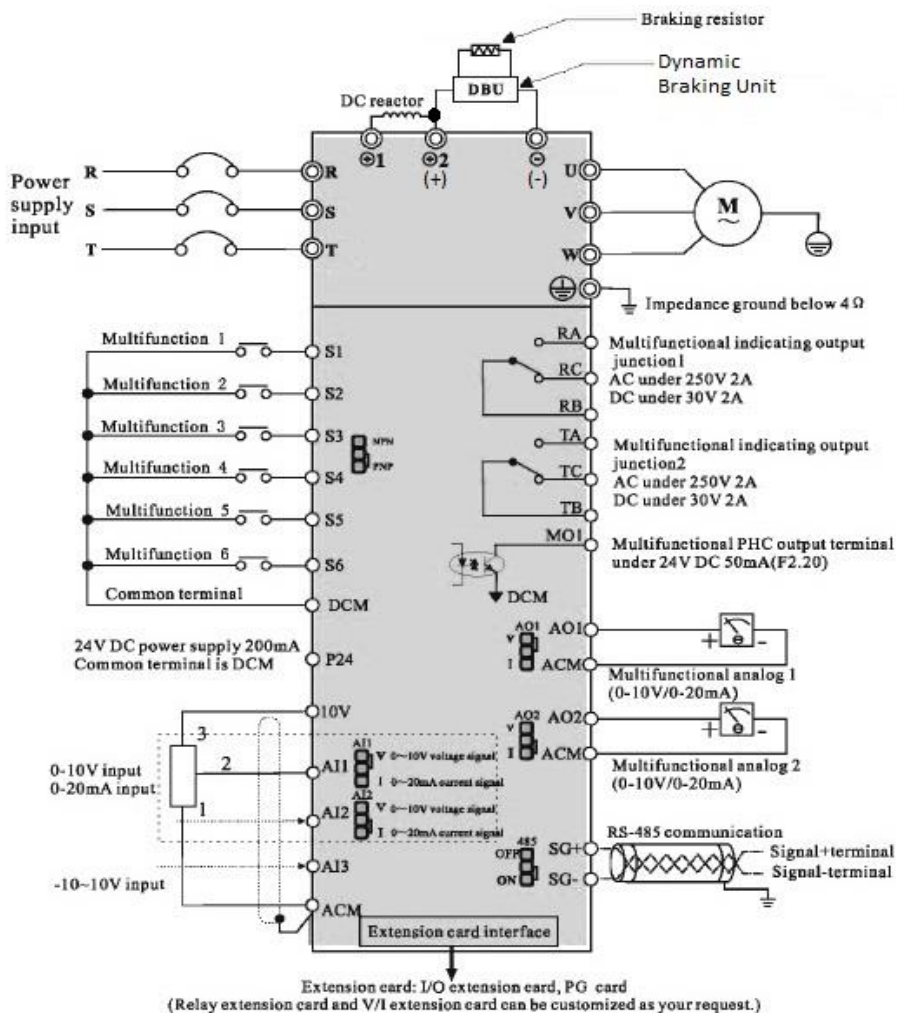 Braking resistor
Dynamic
Braking Unit
DBU
DC reactor
⊕1
⊕2
(+)
⊖
(-)
Power
supply
input
R
S
T
R
S
T
U
V
W
M
Impedance ground below 4 Ω
Multifunction 1
S1
Multifunction 2
S2
Multifunction 3
S3
Multifunction 4
S4
Multifunction 5
S5
Multifunction 6
S6
Common terminal
DCM
NPN
PNP
24V DC power supply 200mA
Common terminal is DCM
P24
RA
RC
RB
Multifunctional indicating output
junction1
AC under 250V 2A
DC under 30V 2A
TA
TC
TB
Multifunctional indicating output
junction2
AC under 250V 2A
DC under 30V 2A
MO1
Multifunctional PHC output terminal
under 24V DC 50mA(F2.20)
DCM
AO1
V
I
AO1
ACM
+
-
Multifunctional analog 1
(0-10V/0-20mA)
AO2
V
I
AO2
ACM
+
-
Multifunctional analog 2
(0-10V/0-20mA)
10V
3
2
1
0-10V input
0-20mA input
AI1
AI1
V 0~10V voltage signal
I 0~20mA current signal
AI2
AI2
V 0~10V voltage signal
I 0~20mA current signal
-10~10V input
AI3
ACM
485
OFF
ON
SG+
SG-
RS-485 communication
Signal+terminal
Signal-terminal
Extension card interface
Extension card: I/O extension card, PG card
(Relay extension card and V/I extension card can be customized as your request.)